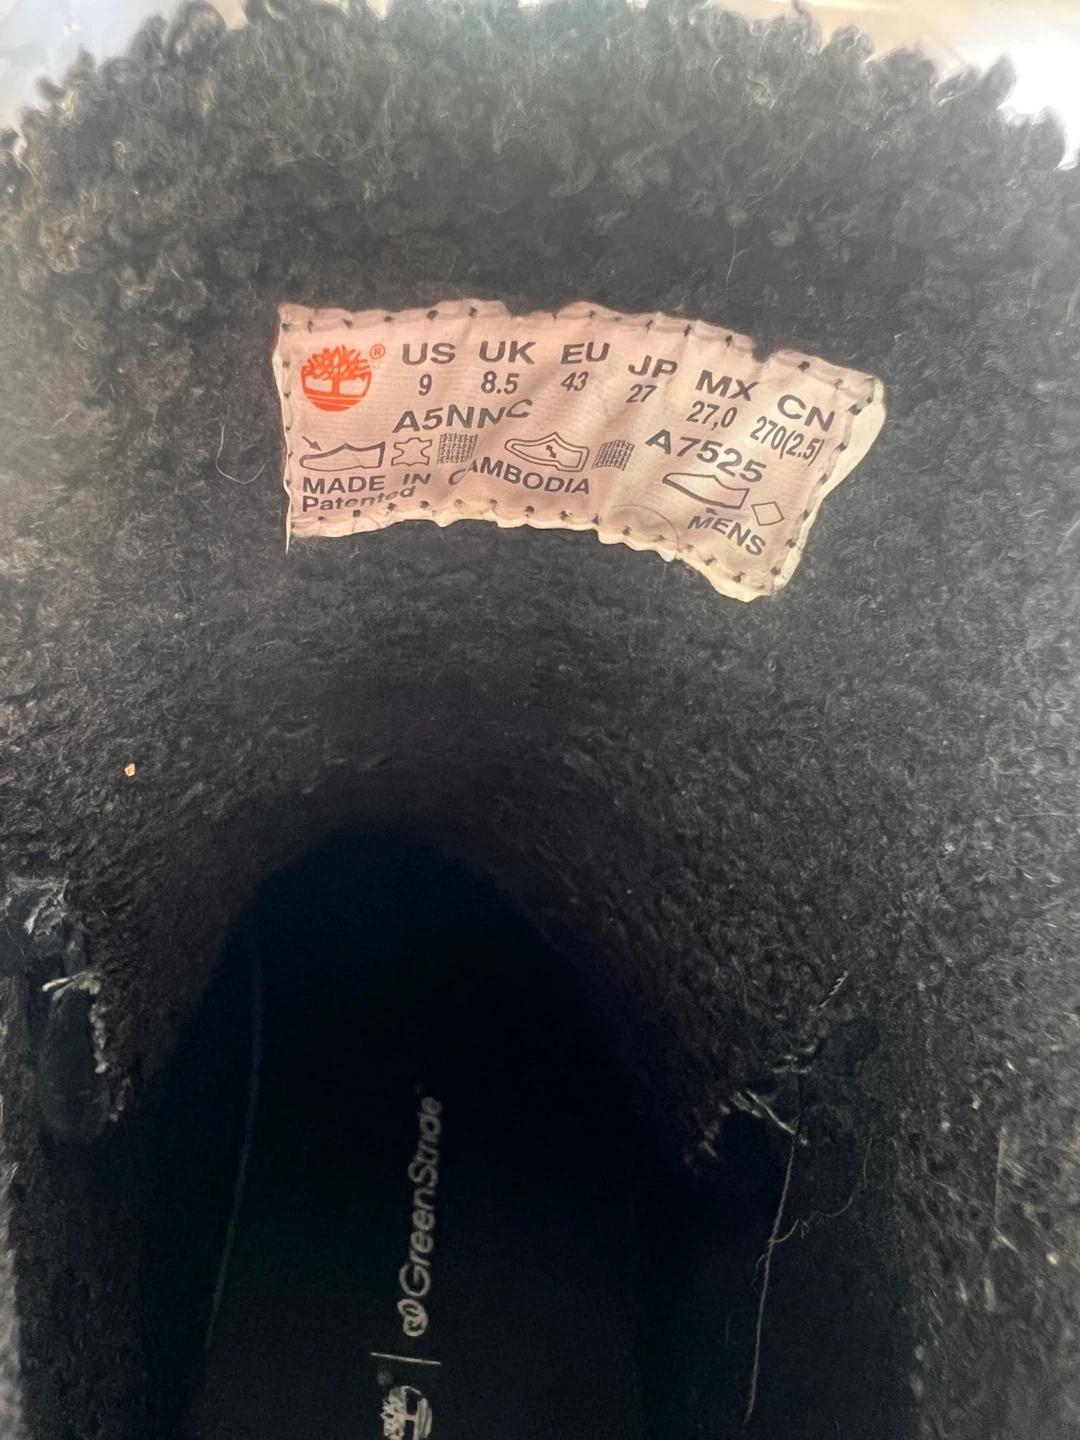 ® US UK EU JP MX CN
9 8.5 43 27 27,0 270(2.5)
A5NNC A7525
MADE IN CAMBODIA
Patented MENS
GreenStride